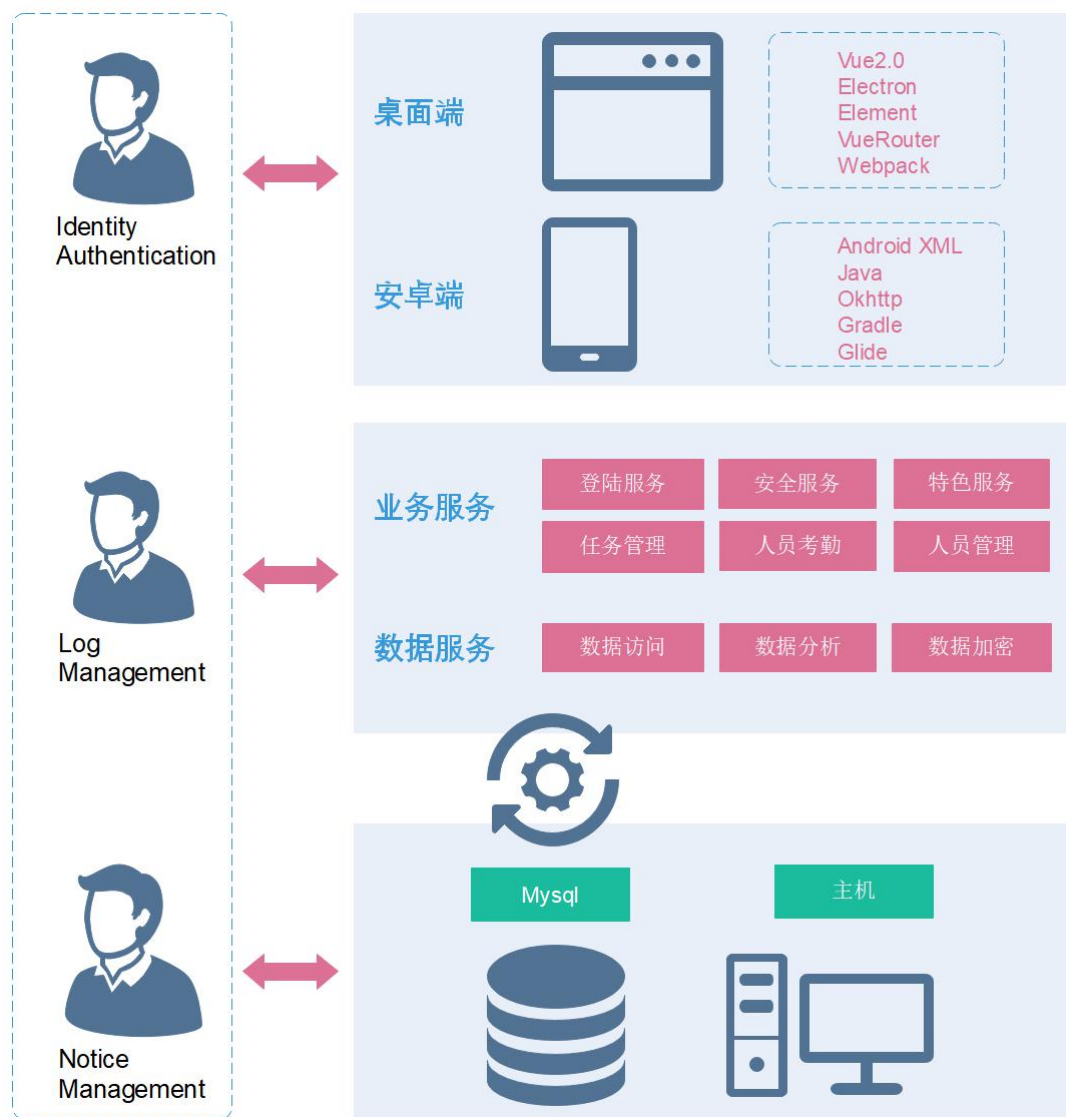 Identity
Authentication
桌面端
Vue2.0
Electron
Element
VueRouter
Webpack
安卓端
Android XML
Java
Okhttp
Gradle
Glide
Log
Management
业务服务
登陆服务
安全服务
特色服务
任务管理
人员考勤
人员管理
数据服务
数据访问
数据分析
数据加密
Notice
Management
Mysql
主机